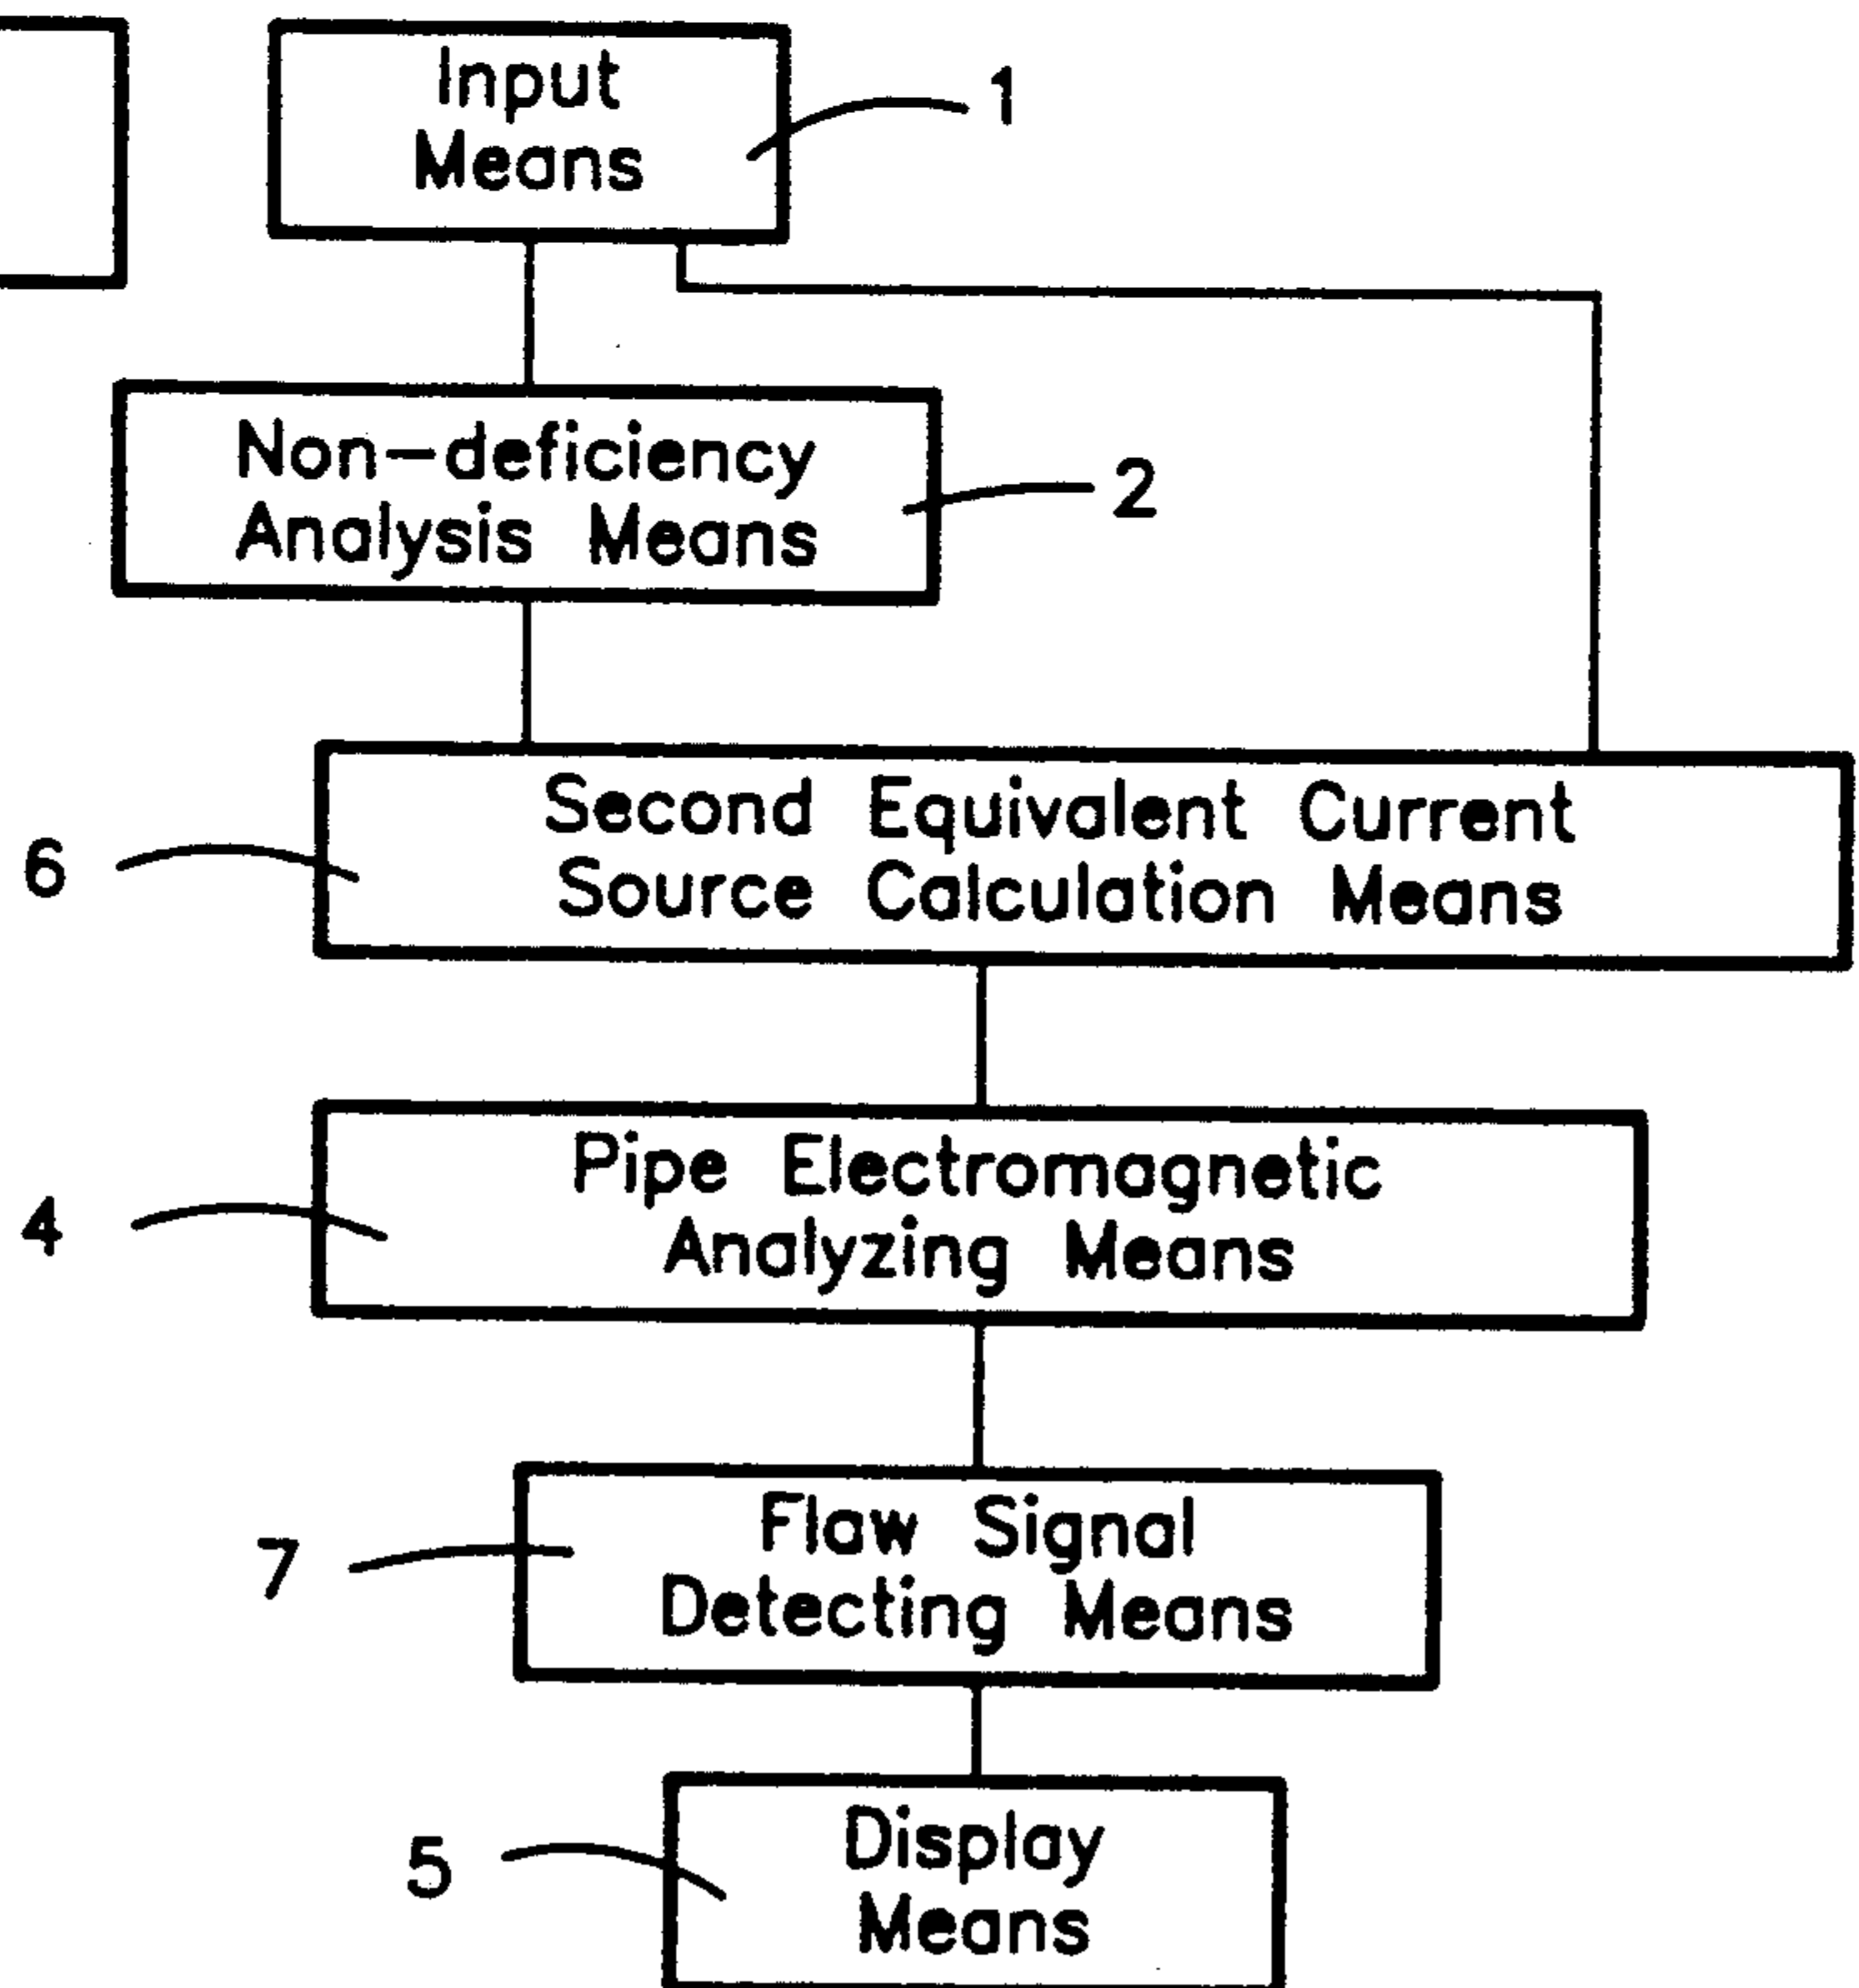 Input
Means
1
Non-deficiency
Analysis Means
2
Second Equivalent Current
Source Calculation Means
6
Pipe Electromagnetic
Analyzing Means
4
Flaw Signal
Detecting Means
7
Display
Means
5